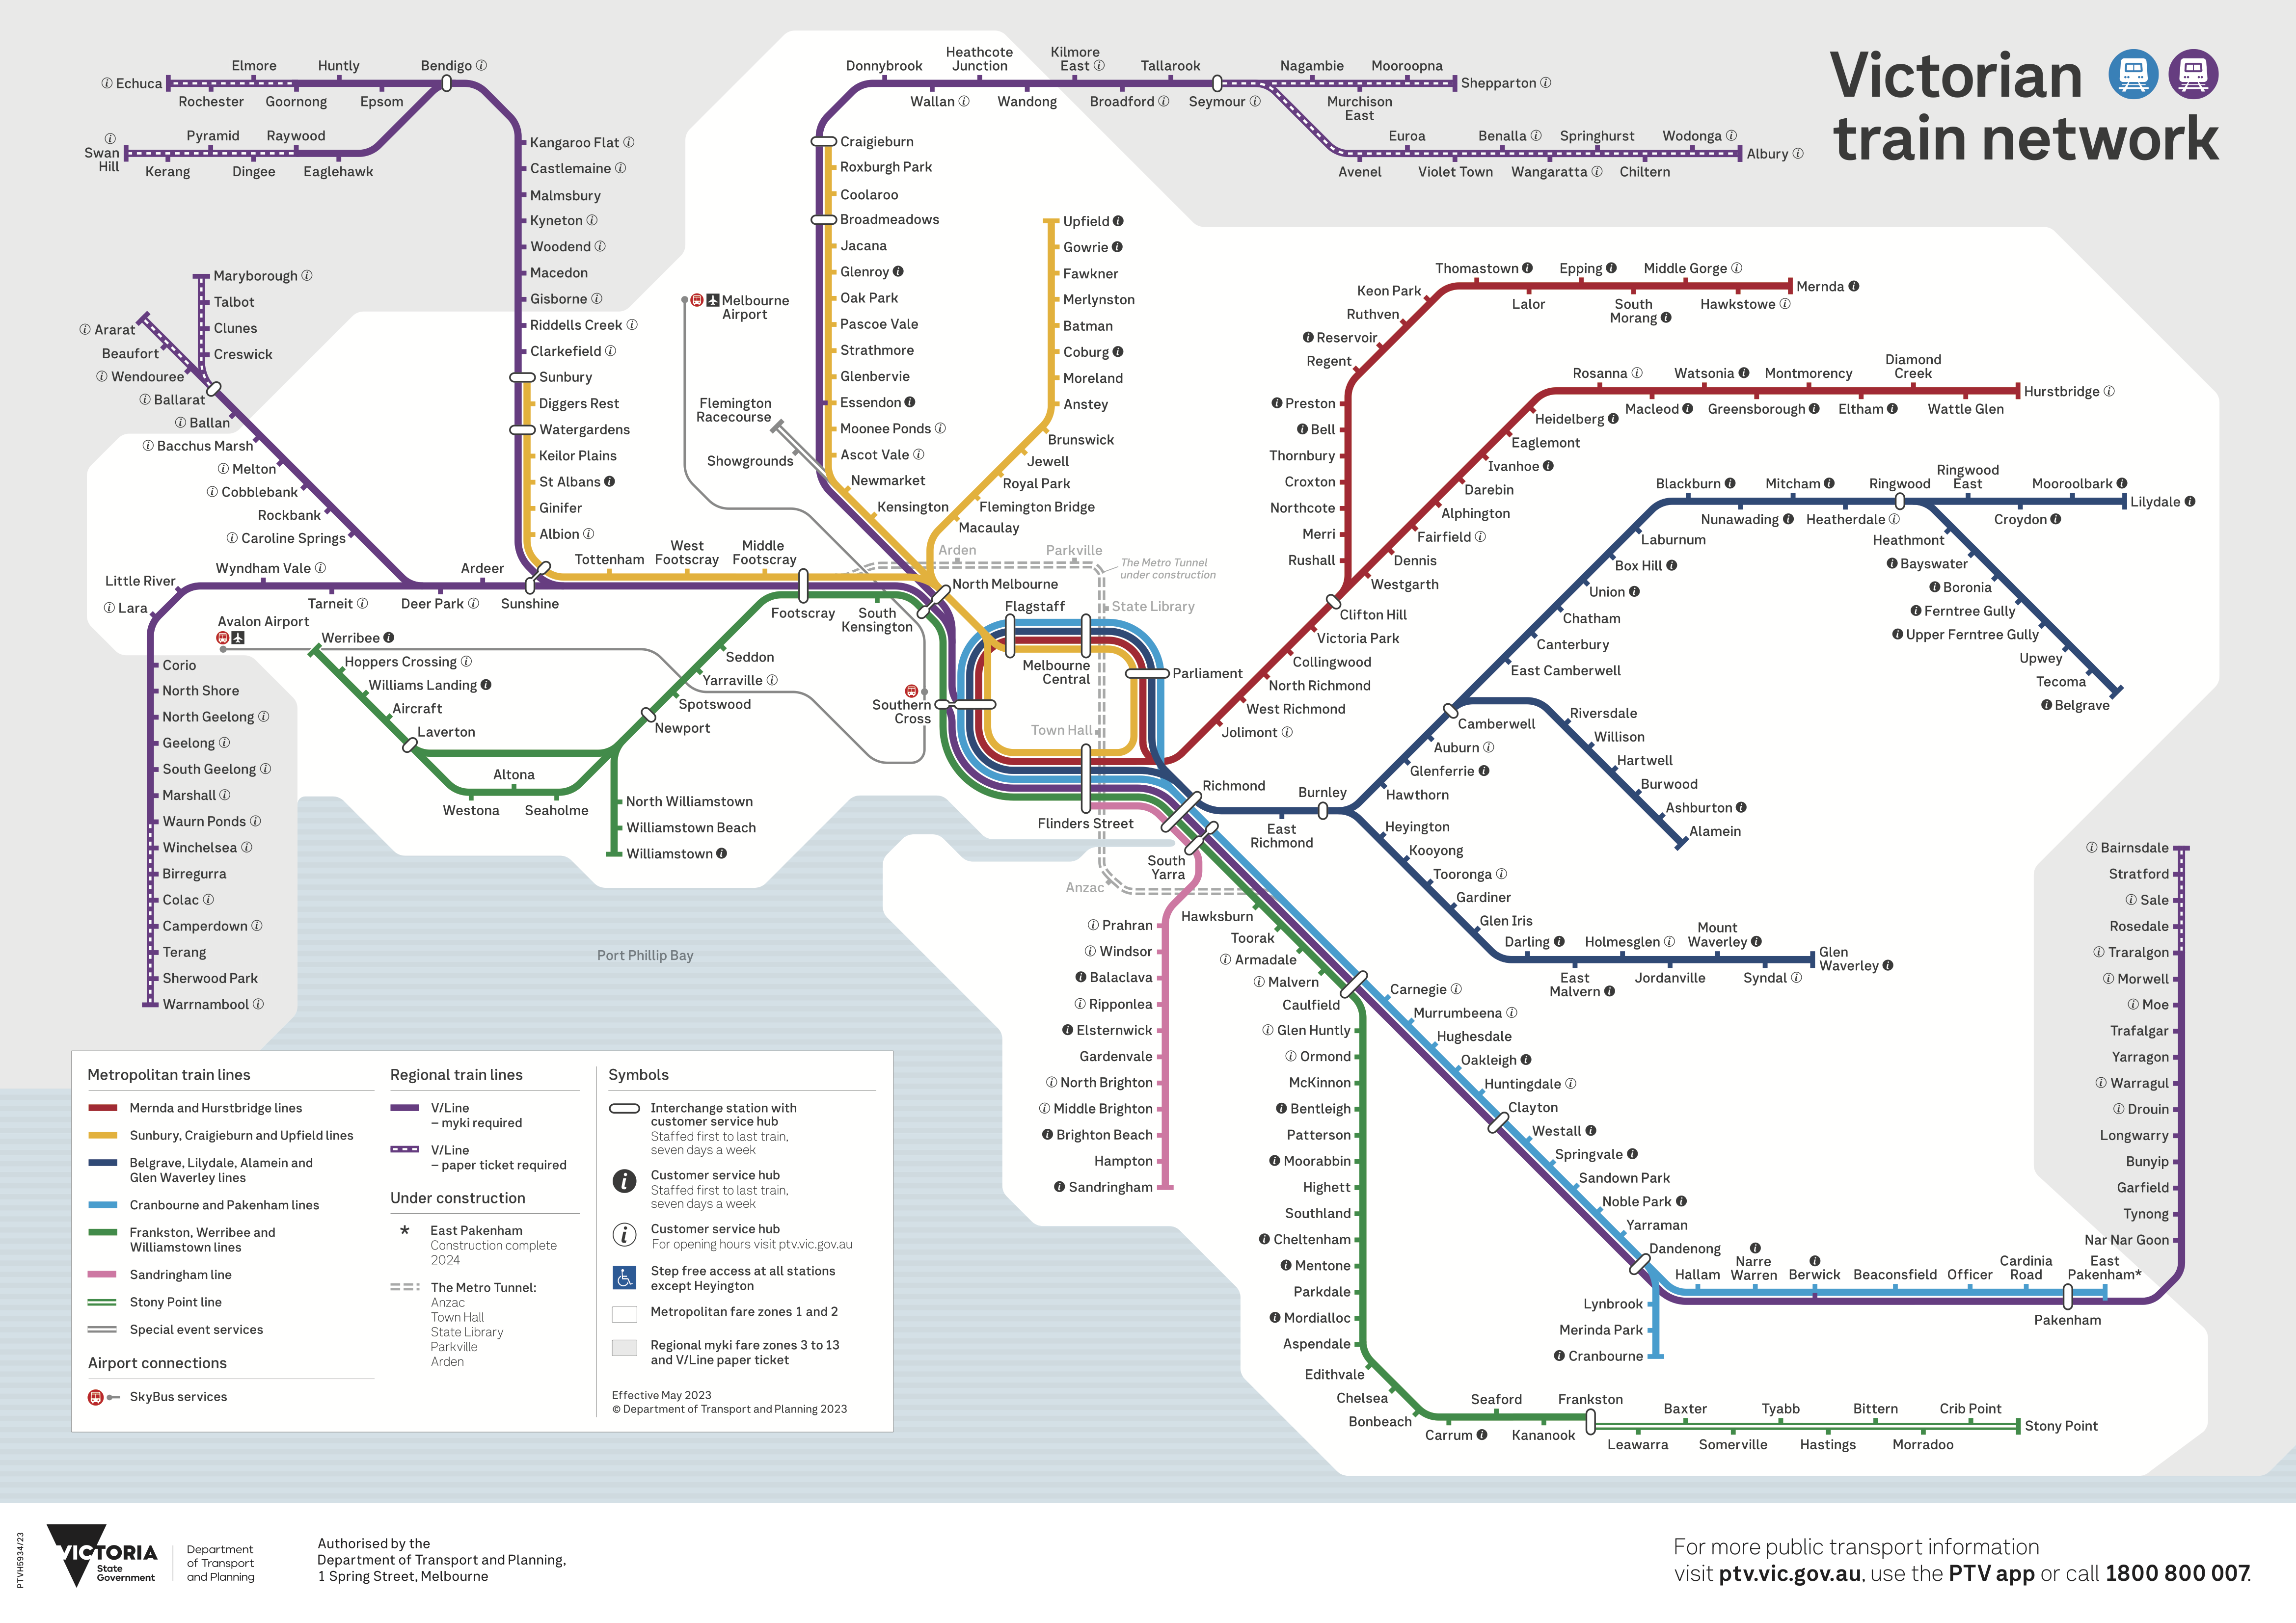 Victorian
train network
Echuca
Rochester
Elmore
Goornong
Huntly
Epsom
Bendigo
Swan
Hill
Kerang
Pyramid
Dingee
Raywood
Eaglehawk
Kangaroo Flat
Castlemaine
Malmsbury
Kyneton
Woodend
Macedon
Gisborne
Riddells Creek
Clarkefield
Sunbury
Diggers Rest
Watergardens
Keilor Plains
St Albans
Ginifer
Albion
Maryborough
Talbot
Clunes
Creswick
Ararat
Beaufort
Wendouree
Ballarat
Ballan
Bacchus Marsh
Melton
Cobblebank
Rockbank
Caroline Springs
Little River
Lara
Wyndham Vale
Tarneit
Deer Park
Ardeer
Sunshine
Tottenham
West
Footscray
Middle
Footscray
Footscray
South
Kensington
North Melbourne
Avalon Airport
Corio
North Shore
North Geelong
Geelong
South Geelong
Marshall
Waurn Ponds
Winchelsea
Birregurra
Colac
Camperdown
Terang
Sherwood Park
Warrnambool
Werribee
Hoppers Crossing
Williams Landing
Aircraft
Laverton
Westona
Altona
Seaholme
Seddon
Yarraville
Spotswood
Newport
North Williamstown
Williamstown Beach
Williamstown
Port Phillip Bay
Donnybrook
Wallan
Heathcote
Junction
Wandong
Kilmore
East
Broadford
Tallarook
Seymour
Nagambie
Murchison
East
Mooroopna
Shepparton
Avenel
Euroa
Violet Town
Benalla
Wangaratta
Springhurst
Chiltern
Wodonga
Albury
Craigieburn
Roxburgh Park
Coolaroo
Broadmeadows
Jacana
Glenroy
Oak Park
Pascoe Vale
Strathmore
Glenbervie
Essendon
Moonee Ponds
Ascot Vale
Newmarket
Kensington
Melbourne
Airport
Flemington
Racecourse
Showgrounds
Upfield
Gowrie
Fawkner
Merlynston
Batman
Coburg
Moreland
Anstey
Brunswick
Jewell
Royal Park
Flemington Bridge
Macaulay
Arden
Parkville
The Metro Tunnel
under construction
State Library
Town Hall
Anzac
Flagstaff
Melbourne
Central
Parliament
Southern
Cross
Flinders Street
Richmond
South
Yarra
Mernda
Hawkstowe
Middle Gorge
South
Morang
Epping
Lalor
Thomastown
Keon Park
Ruthven
Reservoir
Regent
Preston
Bell
Thornbury
Croxton
Northcote
Merri
Rushall
Hurstbridge
Wattle Glen
Diamond
Creek
Eltham
Montmorency
Greensborough
Watsonia
Macleod
Rosanna
Heidelberg
Eaglemont
Ivanhoe
Darebin
Alphington
Fairfield
Dennis
Westgarth
Clifton Hill
Victoria Park
Collingwood
North Richmond
West Richmond
Jolimont
Lilydale
Mooroolbark
Croydon
Ringwood
East
Ringwood
Heatherdale
Mitcham
Nunawading
Blackburn
Laburnum
Box Hill
Union
Chatham
Canterbury
East Camberwell
Camberwell
Auburn
Glenferrie
Hawthorn
Burnley
East
Richmond
Heathmont
Bayswater
Boronia
Ferntree Gully
Upper Ferntree Gully
Upwey
Tecoma
Belgrave
Riversdale
Willison
Hartwell
Burwood
Ashburton
Alamein
Heyington
Kooyong
Tooronga
Gardiner
Glen Iris
Darling
East
Malvern
Holmesglen
Jordanville
Mount
Waverley
Syndal
Glen
Waverley
Prahran
Windsor
Balaclava
Ripponlea
Elsternwick
Gardenvale
North Brighton
Middle Brighton
Brighton Beach
Hampton
Sandringham
Hawksburn
Toorak
Armadale
Malvern
Caulfield
Glen Huntly
Ormond
McKinnon
Bentleigh
Patterson
Moorabbin
Highett
Southland
Cheltenham
Mentone
Parkdale
Mordialloc
Aspendale
Edithvale
Chelsea
Bonbeach
Carrum
Seaford
Kananook
Frankston
Leawarra
Baxter
Somerville
Tyabb
Hastings
Bittern
Morradoo
Crib Point
Stony Point
Carnegie
Murrumbeena
Hughesdale
Oakleigh
Huntingdale
Clayton
Westall
Springvale
Sandown Park
Noble Park
Yarraman
Dandenong
Lynbrook
Merinda Park
Cranbourne
Hallam
Narre
Warren
Berwick
Beaconsfield
Officer
Cardinia
Road
Pakenham
East
Pakenham*
Bairnsdale
Stratford
Sale
Rosedale
Traralgon
Morwell
Moe
Trafalgar
Yarragon
Warragul
Drouin
Longwarry
Bunyip
Garfield
Tynong
Nar Nar Goon
Metropolitan train lines
Mernda and Hurstbridge lines
Sunbury, Craigieburn and Upfield lines
Belgrave, Lilydale, Alamein and
Glen Waverley lines
Cranbourne and Pakenham lines
Frankston, Werribee and
Williamstown lines
Sandringham line
Stony Point line
Special event services
Airport connections
SkyBus services
Regional train lines
V/Line
– myki required
V/Line
– paper ticket required
Under construction
* East Pakenham
Construction complete
2024
The Metro Tunnel:
Anzac
Town Hall
State Library
Parkville
Arden
Symbols
Interchange station with
customer service hub
Staffed first to last train,
seven days a week
Customer service hub
Staffed first to last train,
seven days a week
Customer service hub
For opening hours visit ptv.vic.gov.au
Step free access at all stations
except Heyington
Metropolitan fare zones 1 and 2
Regional myki fare zones 3 to 13
and V/Line paper ticket
Effective May 2023
© Department of Transport and Planning 2023
PTVH5934/23
VICTORIA
State
Government
Department
of Transport
and Planning
Authorised by the
Department of Transport and Planning,
1 Spring Street, Melbourne
For more public transport information
visit ptv.vic.gov.au, use the PTV app or call 1800 800 007.